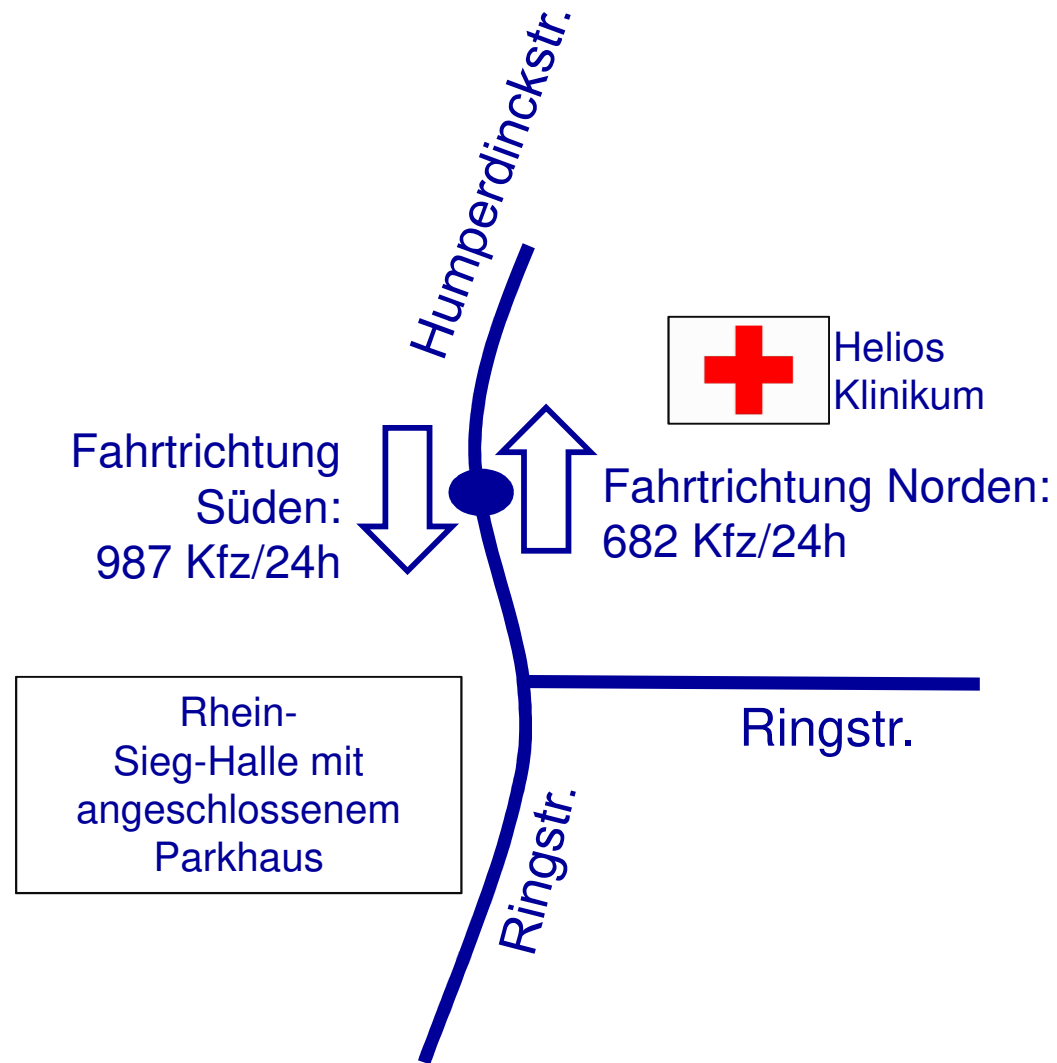 Humperdinckstr.
Helios
Klinikum
Fahrtrichtung
Süden:
987 Kfz/24h
Fahrtrichtung Norden:
682 Kfz/24h
Rhein-
Sieg-Halle mit
angeschlossenem
Parkhaus
Ringstr.
Ringstr.